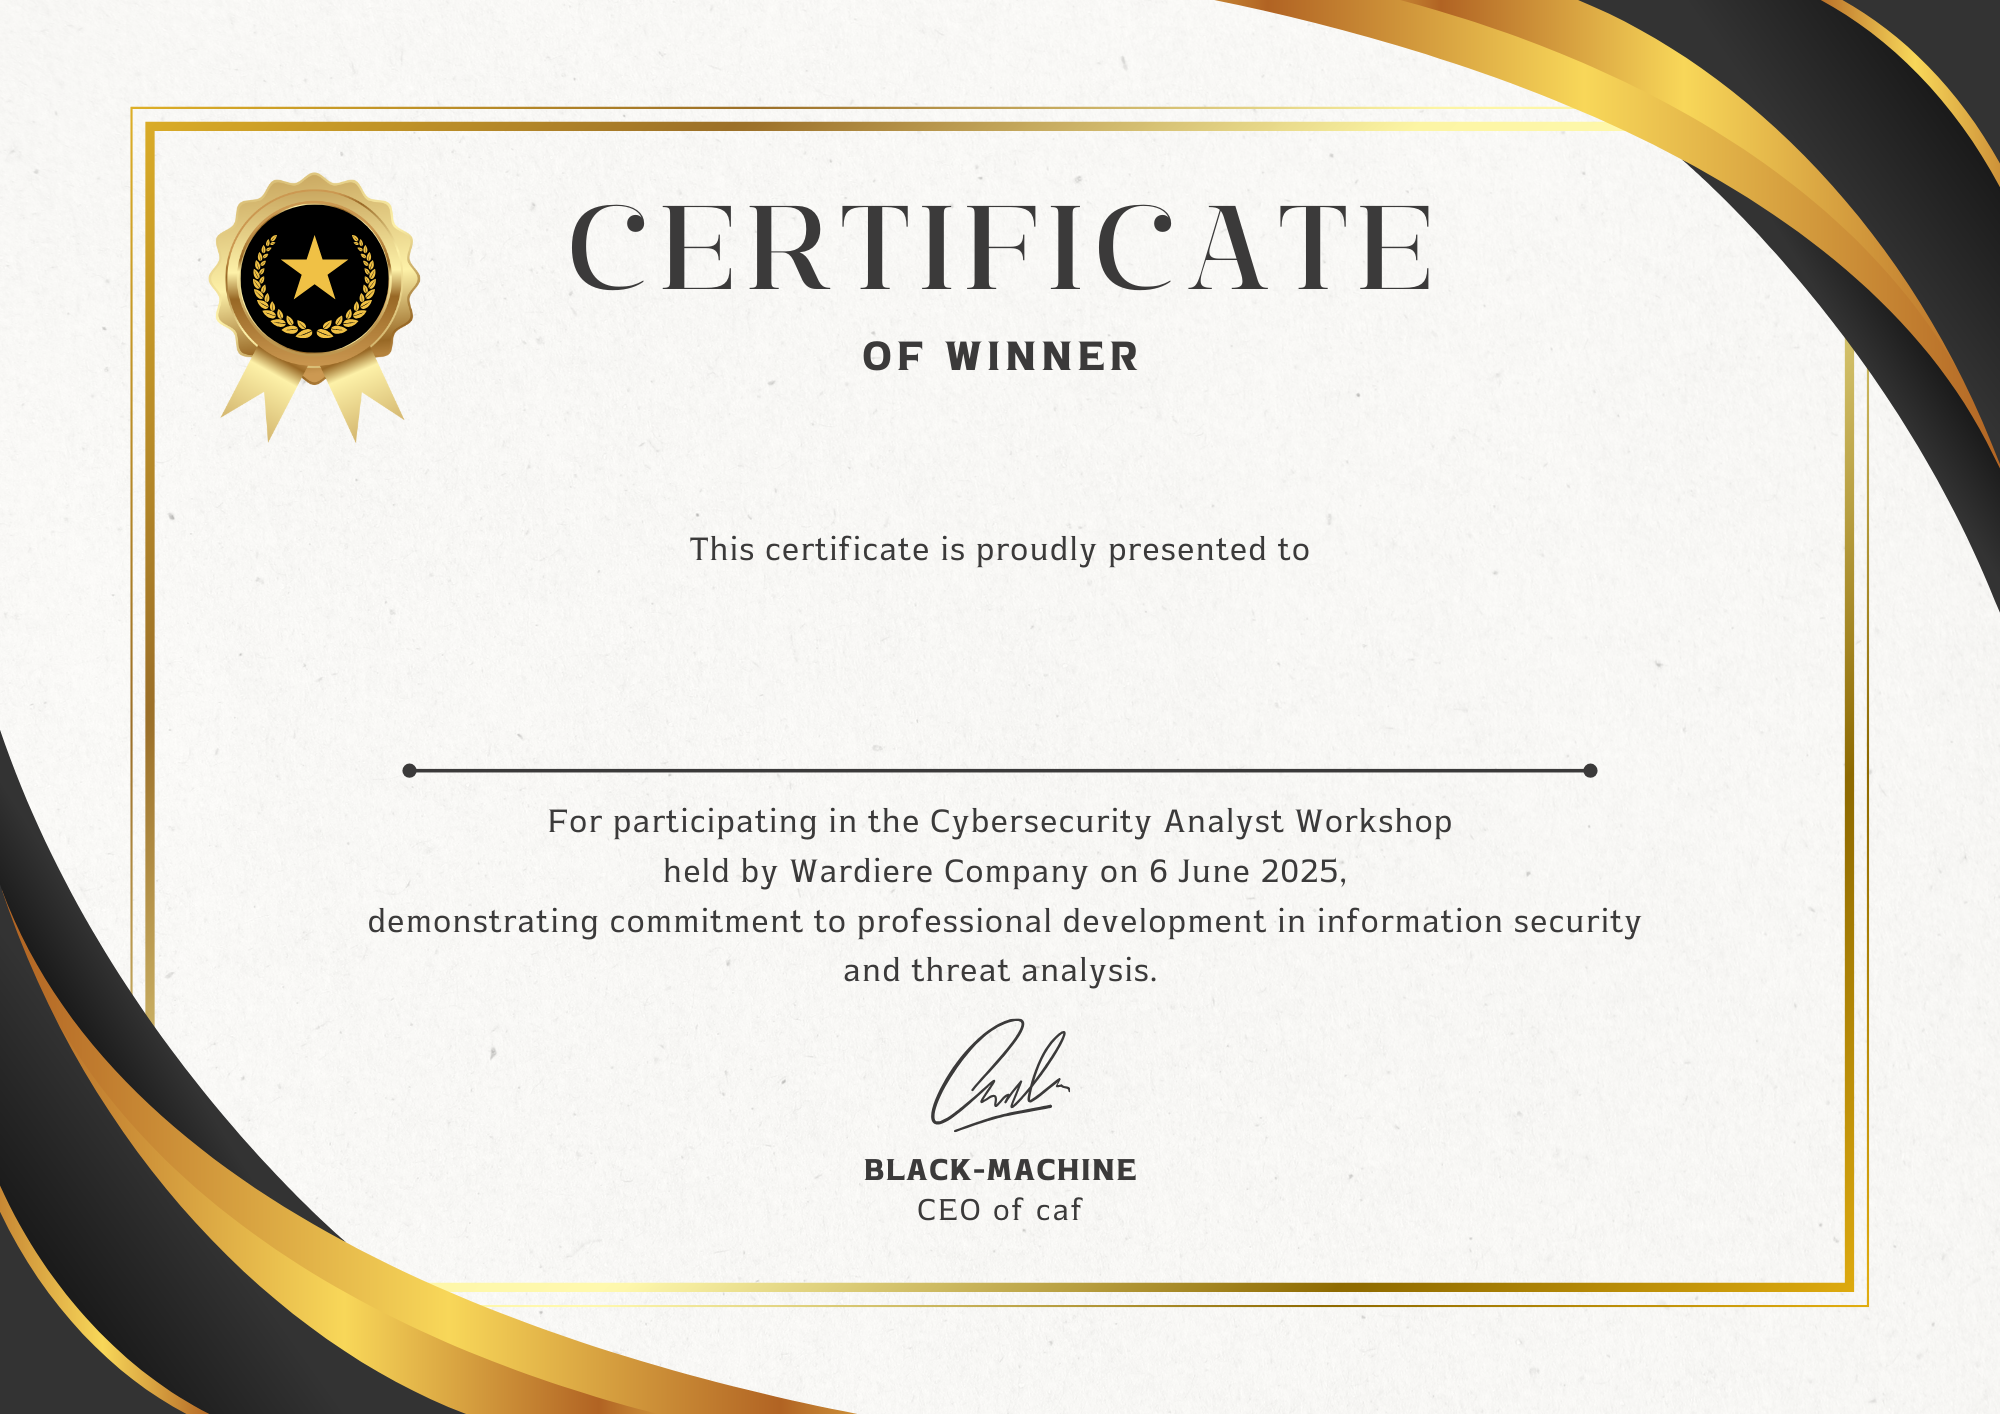 CERTIFICATE
OF WINNER
This certificate is proudly presented to
For participating in the Cybersecurity Analyst Workshop
held by Wardiere Company on 6 June 2025,
demonstrating commitment to professional development in information security
and threat analysis.
BLACK-MACHINE
CEO of caf